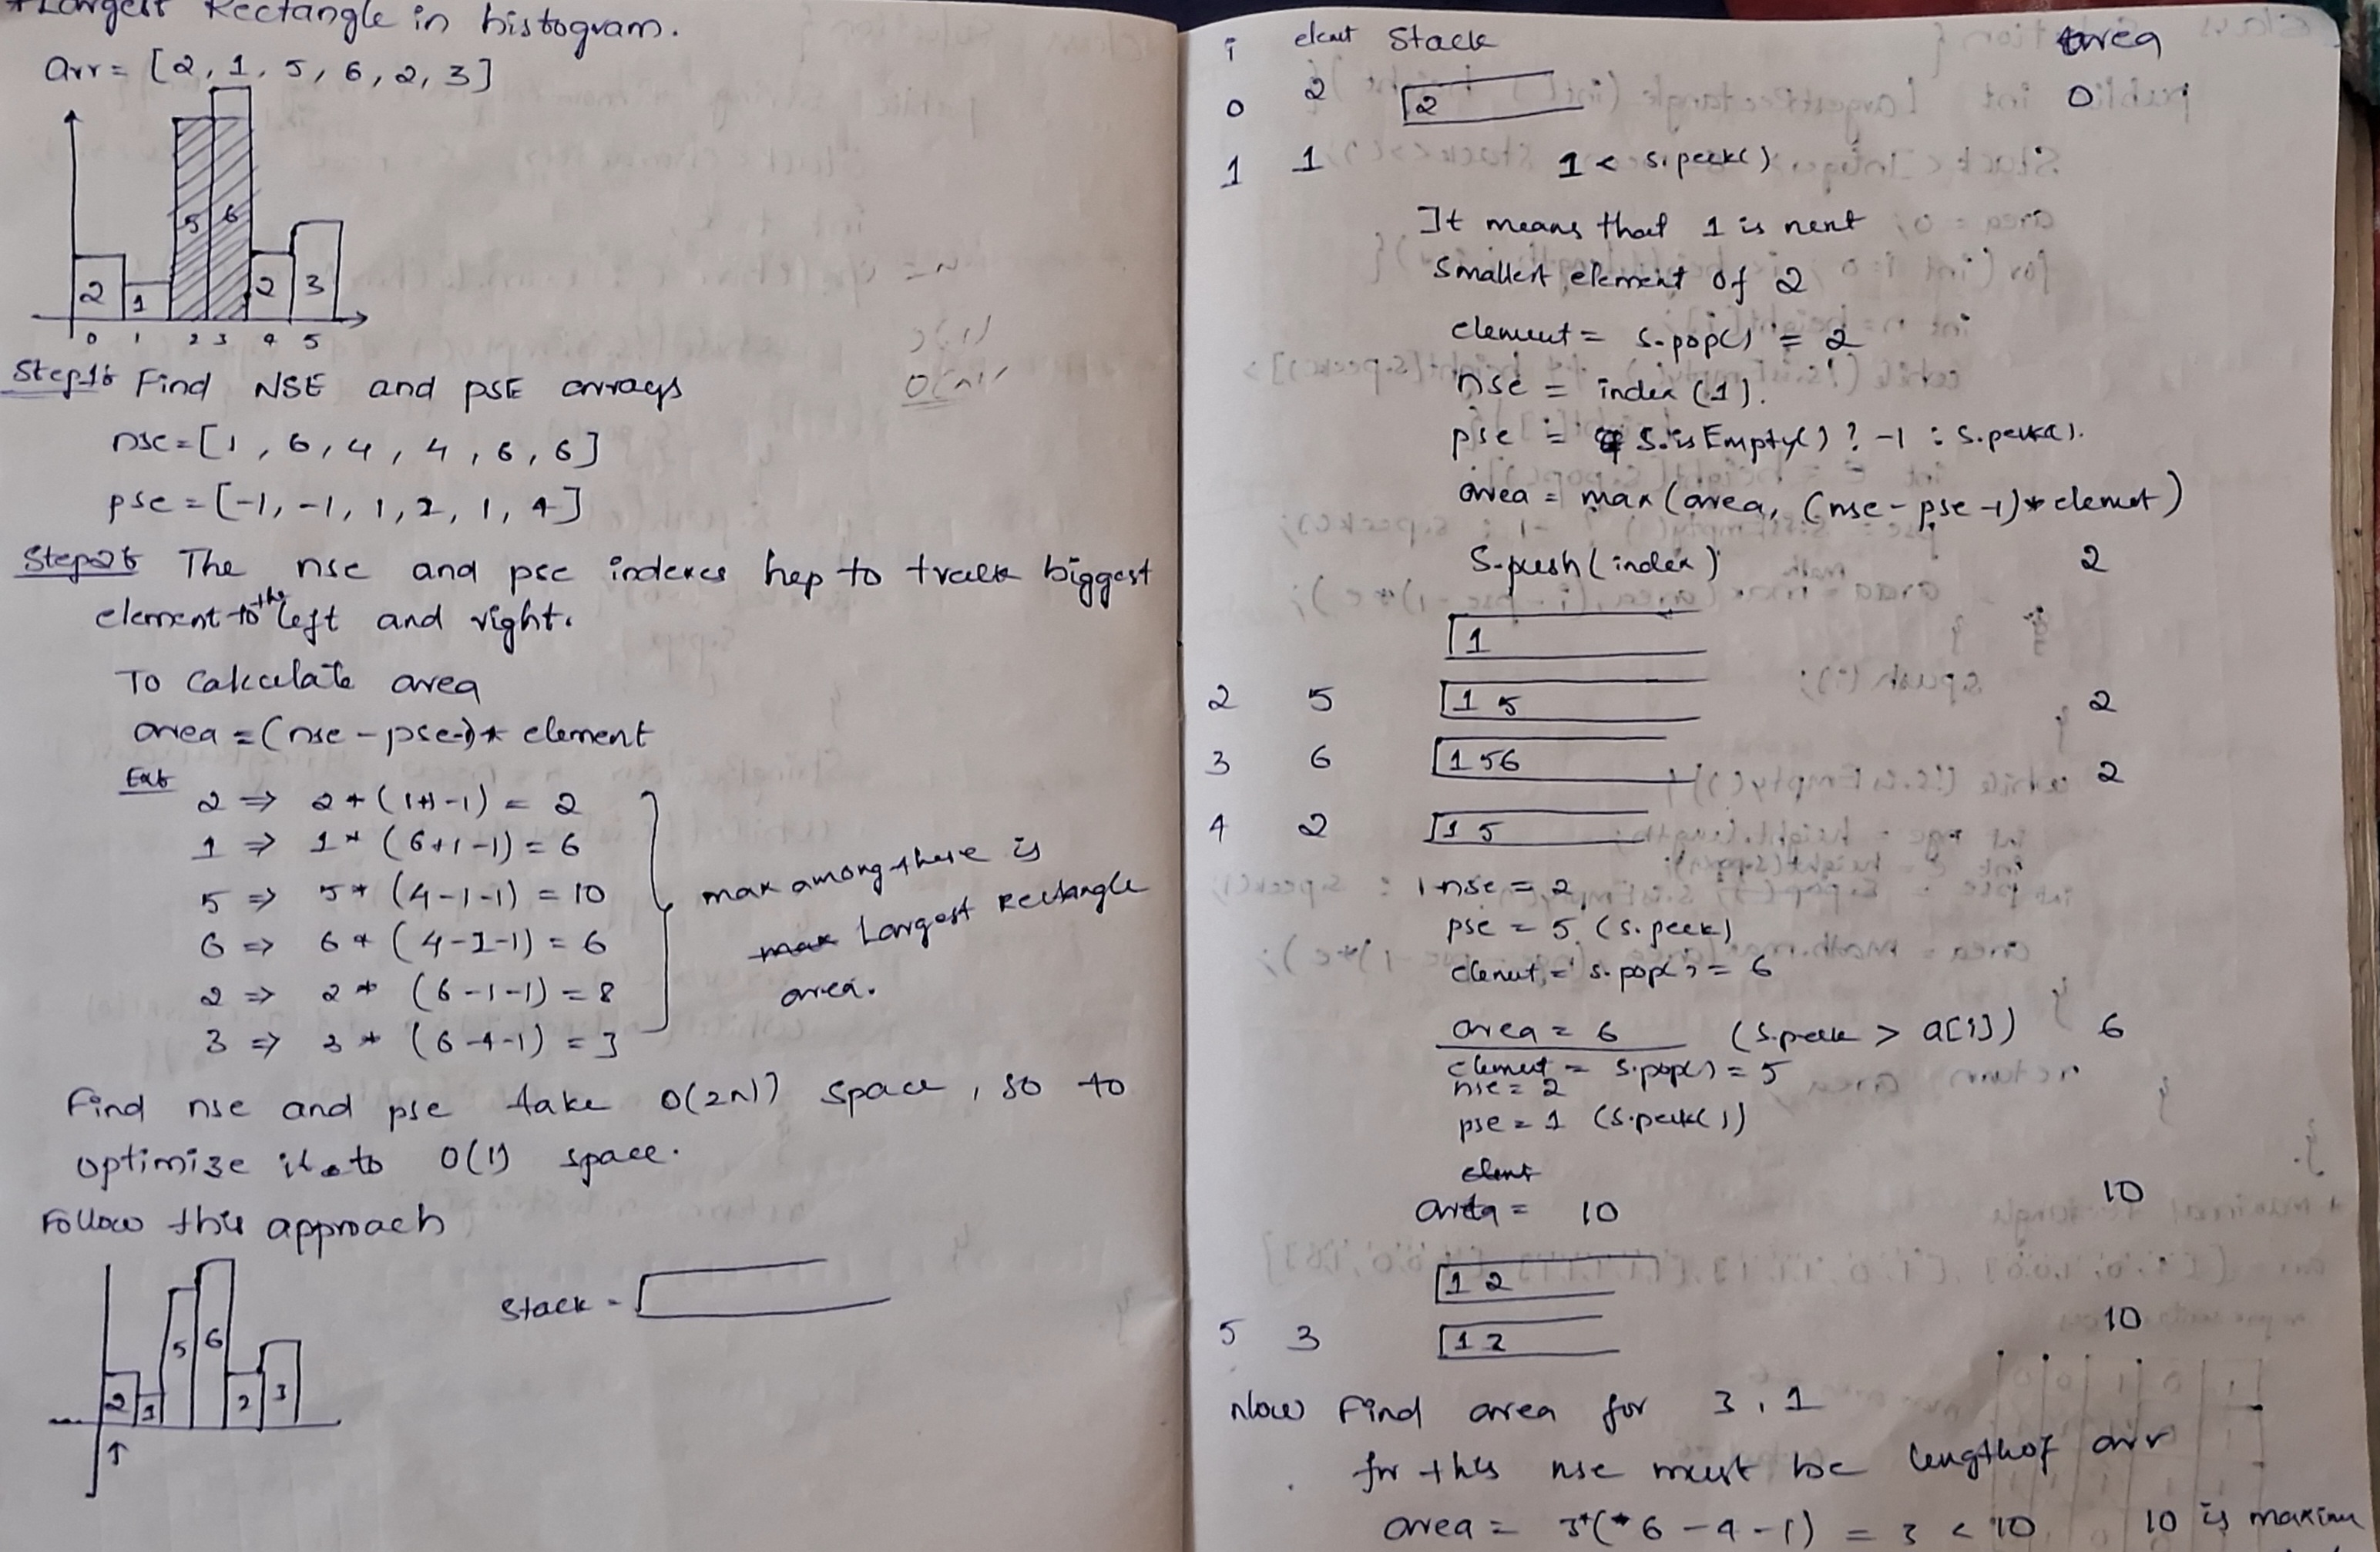 *Largest Rectangle in histogram.
arr = [2, 1, 5, 6, 2, 3]
5 6
2 1 2 3
0 1 2 3 4 5
Step1: Find NSE and PSE arrays
nse = [1, 6, 4, 4, 6, 6]
pse = [-1, -1, 1, 2, 1, 4]
Step2: The nse and pse indexes hep to track biggest
element to the left and right.
To Calculate area
area = (nse - pse-1)* element
Ex:
2 ⇒ 2*(1+1-1) = 2
1 ⇒ 1*(6+1-1) = 6
5 ⇒ 5*(4-1-1) = 10
6 ⇒ 6*(4-2-1) = 6
2 ⇒ 2*(6-1-1) = 8
3 ⇒ 3*(6-4-1) = 3
max among these is
max Largest Rectangle
area.
Find nse and pse take O(2N) space, so to
optimize it to O(1) space.
Follow this approach
Stack =
5 6
2 1 2 3
i element Stack area
0 2 2 0
1 1 1 < s.peek()
It means that 1 is next
smallest element of 2
element = s.pop() = 2
nse = index (1).
pse = s.isEmpty() ? -1 : s.peek().
area = max(area, (nse - pse -1)* element)
S.push(index) 2
1
2 5 1 5 2
3 6 1 5 6 2
4 2 1 5
nse = 2
pse = 5 (s.peek)
element = s.pop() = 6
area = 6 (s.peek > a[i]) 6
element = s.pop() = 5
nse = 2
pse = 1 (s.peek())
area = 10 10
1 2
5 3 1 2 10
Now Find area for 3, 1
for this nse must be length of arr
area = 3*(6-4-1) = 3 < 10 10 is maximu